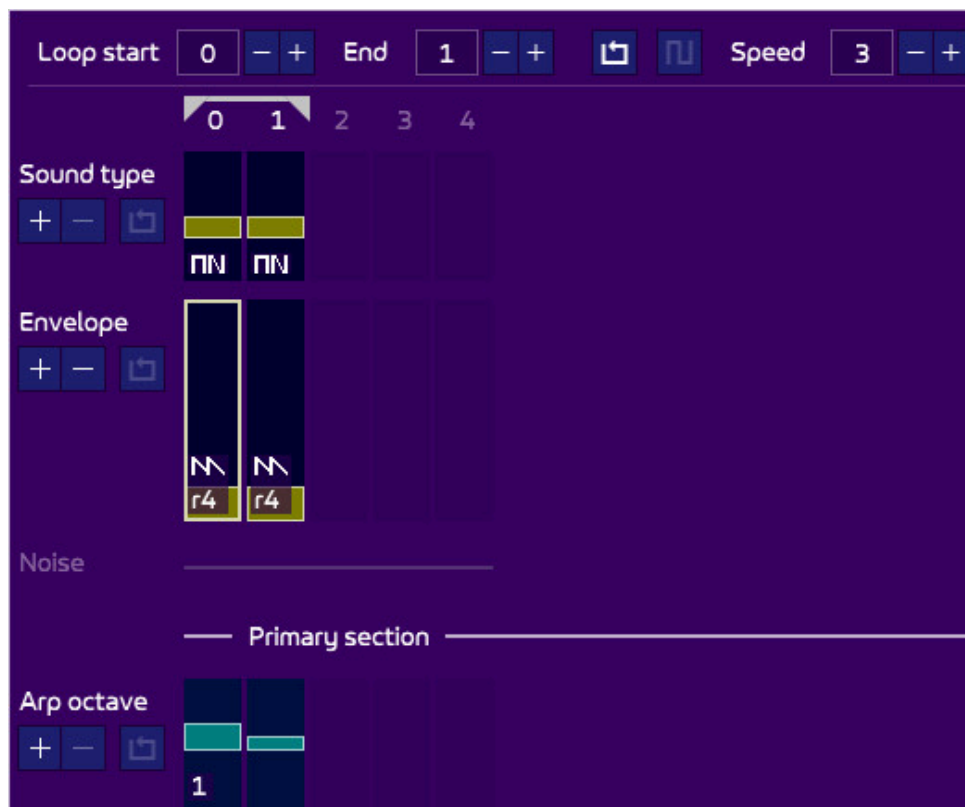 Loop start 0 − + End 1 − + Speed 3 − +
0 1 2 3 4
Sound type
+ −
Envelope
+ −
r4 r4
Noise
Primary section
Arp octave
+ −
1